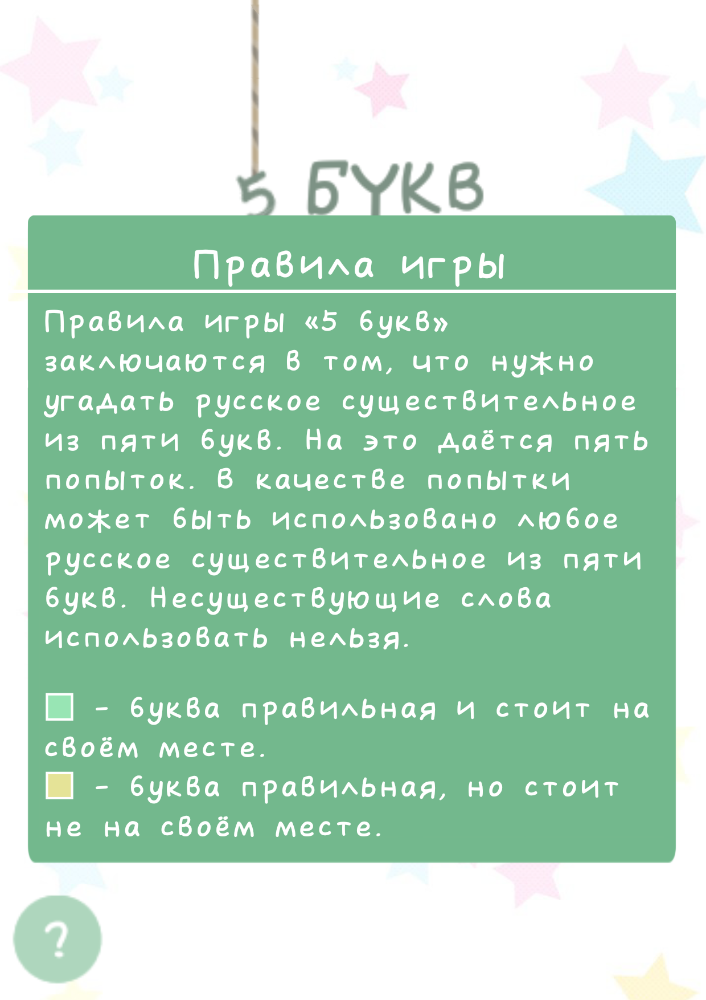 5 БУКВ
Правила игры
Правила игры «5 букв»
заключаются в том, что нужно
угадать русское существительное
из пяти букв. На это даётся пять
попыток. В качестве попытки
может быть использовано любое
русское существительное из пяти
букв. Несуществующие слова
использовать нельзя.
- буква правильная и стоит на
своём месте.
- буква правильная, но стоит
не на своём месте.
?